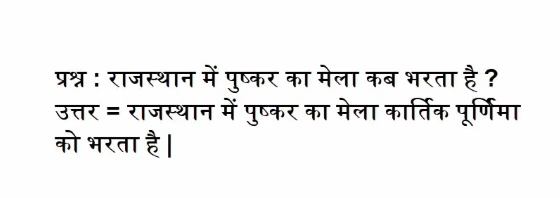 प्रश्न : राजस्थान में पुष्कर का मेला कब भरता है ?
उत्तर = राजस्थान में पुष्कर का मेला कार्तिक पूर्णिमा
को भरता है |